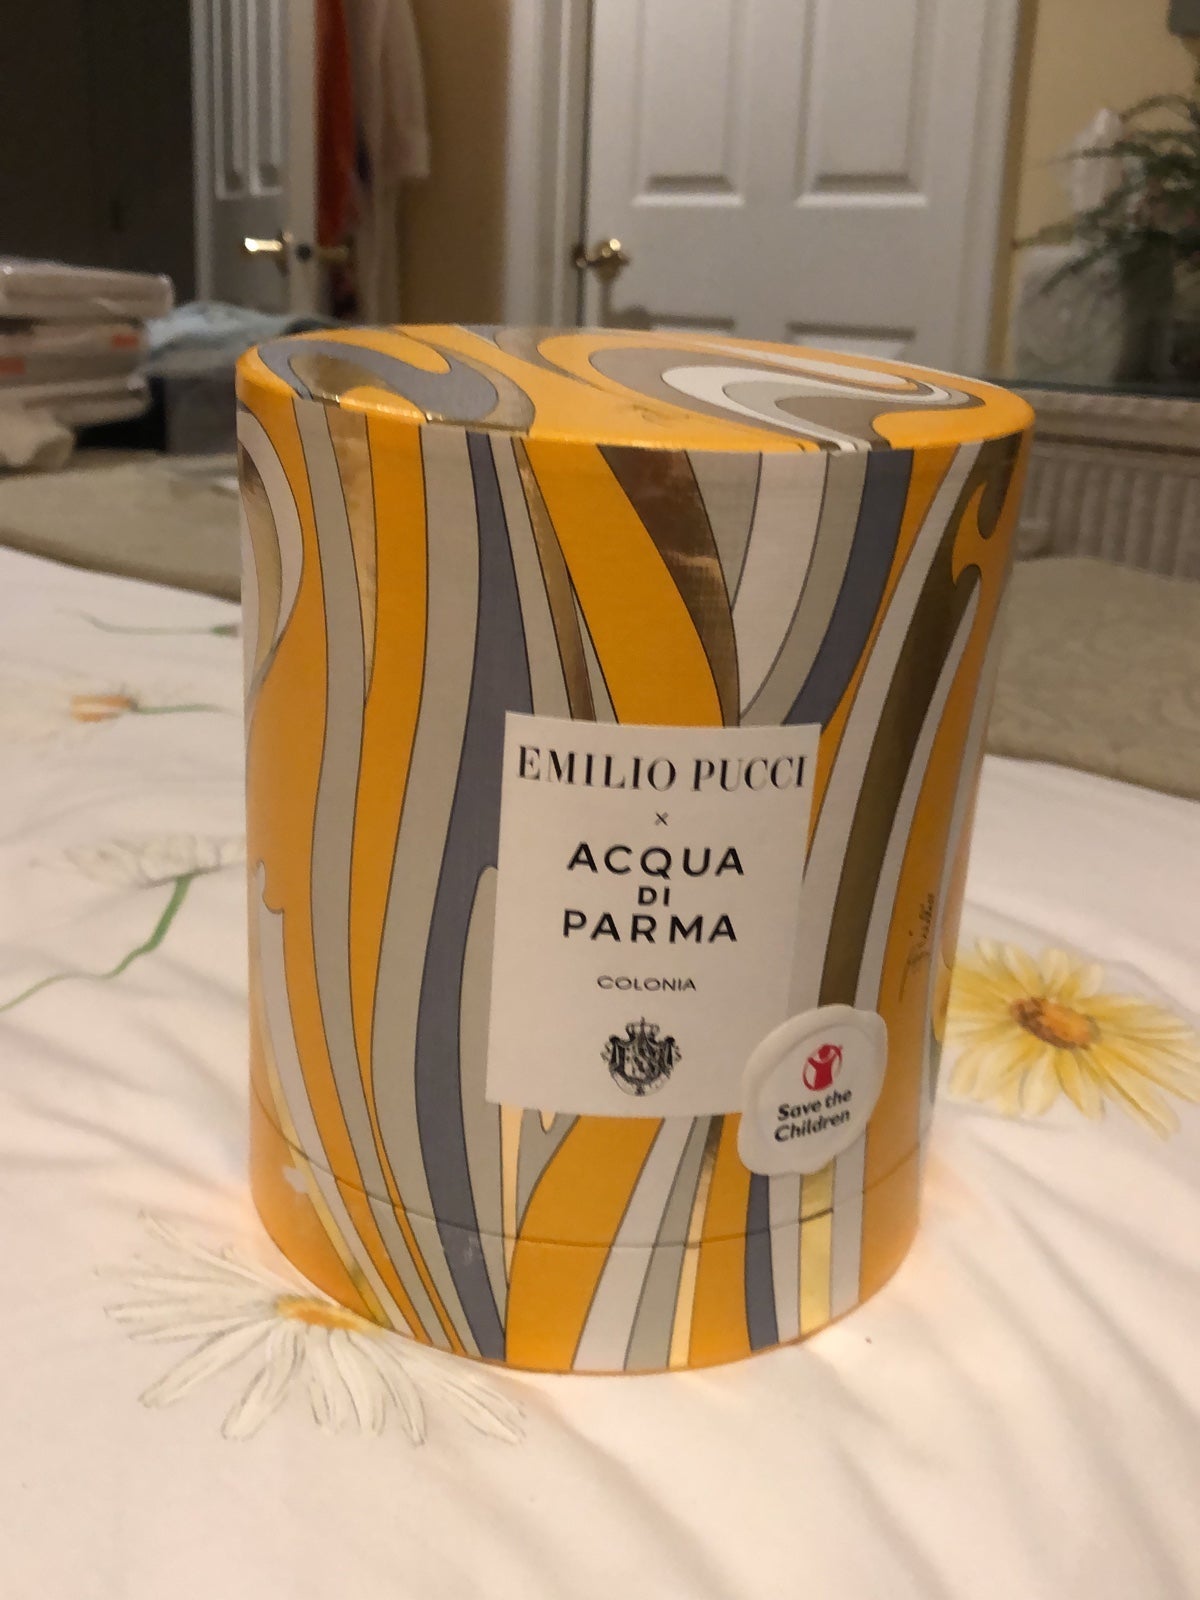 EMILIO PUCCI
x
ACQUA
DI
PARMA
COLONIA
Save the
Children